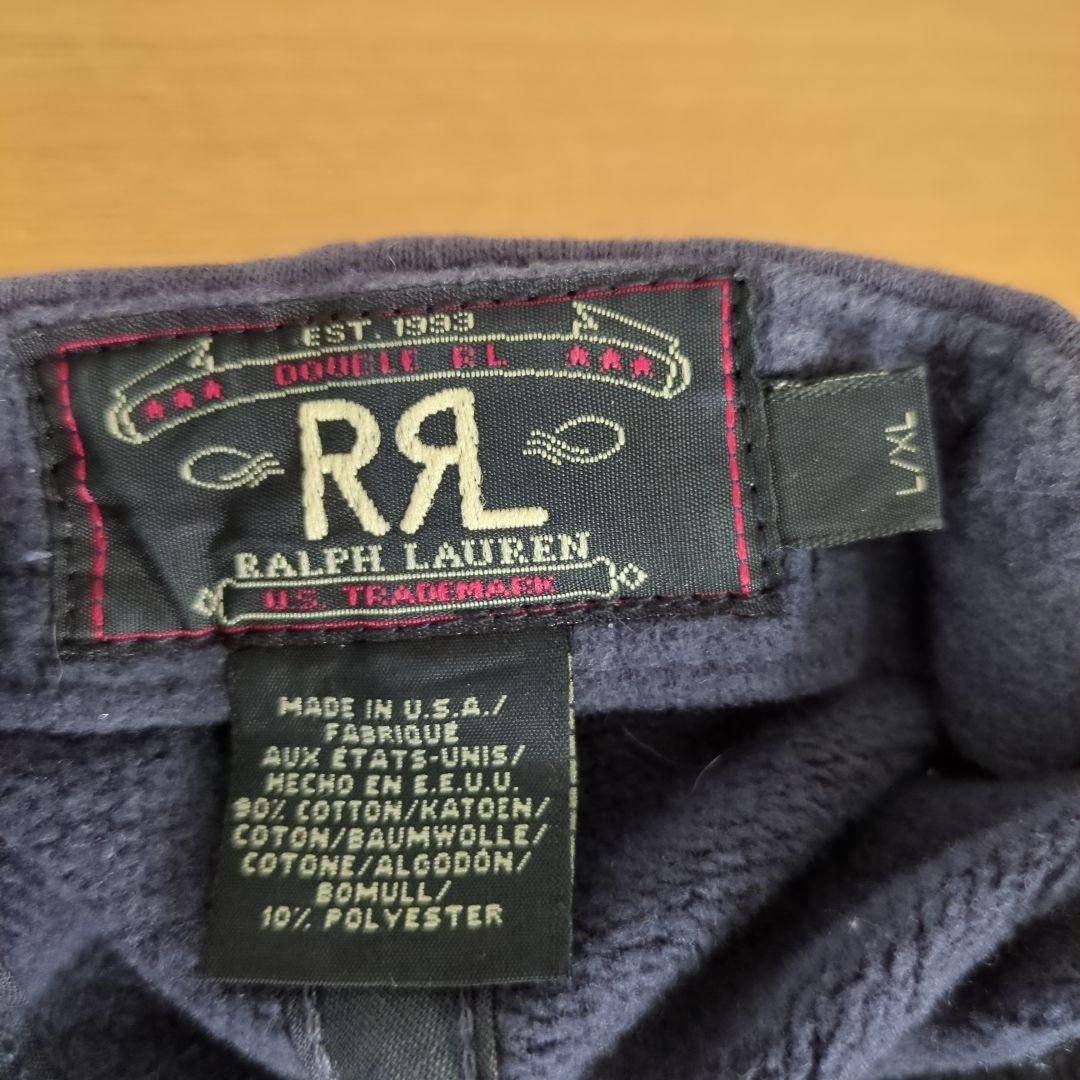 EST. 1993
★★★ DOUBLE RL ★★★
RRL
RALPH LAUREN
U.S. TRADEMARK
L/XL
MADE IN U.S.A./
FABRIQUÉ
AUX ÉTATS-UNIS/
HECHO EN E.E.U.U.
90% COTTON/KATOEN/
COTON/BAUMWOLLE/
COTONE/ALGODÓN/
BOMULL/
10% POLYESTER